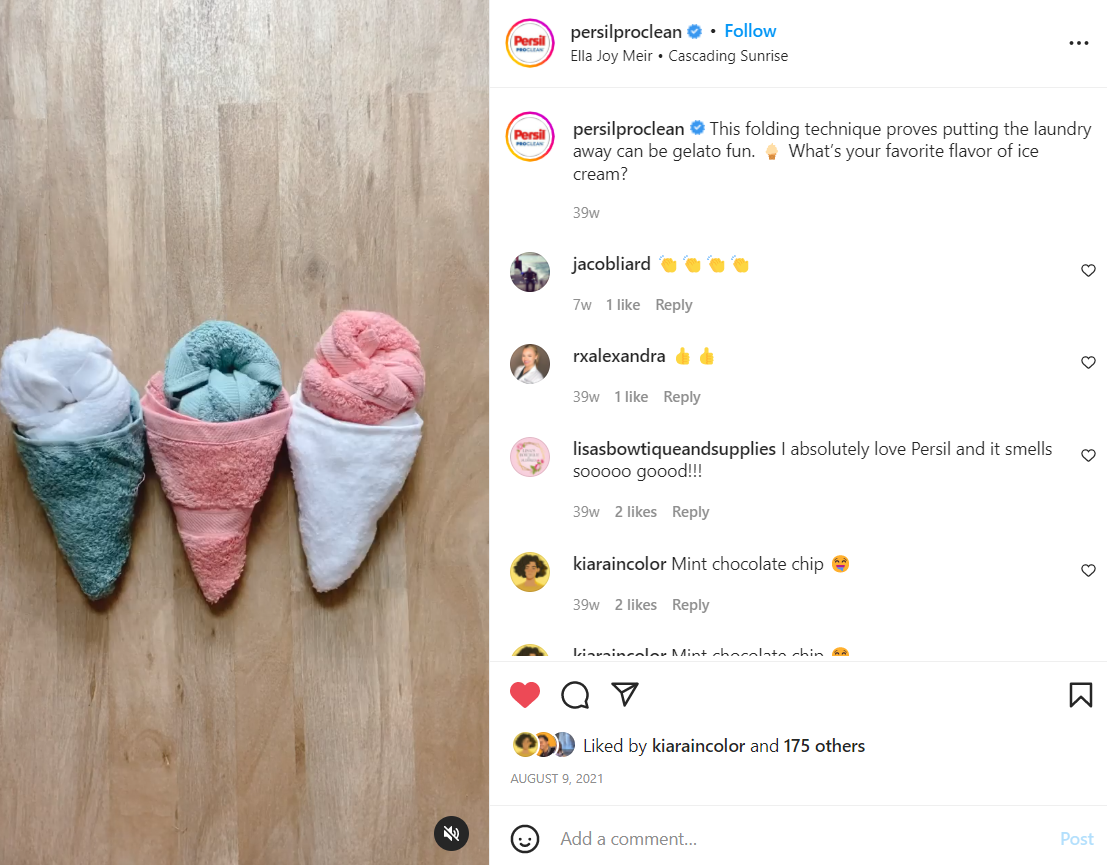 Persil
PROCLEAN
persilproclean • Follow
Ella Joy Meir • Cascading Sunrise
Persil
PROCLEAN
persilproclean This folding technique proves putting the laundry
away can be gelato fun. 🍦 What’s your favorite flavor of ice
cream?
39w
jacobliard 👏👏👏👏
7w 1 like Reply
rxalexandra 👍👍
39w 1 like Reply
lisasbowtiqueandsupplies I absolutely love Persil and it smells
sooooo goood!!!
39w 2 likes Reply
kiaraincolor Mint chocolate chip 😝
39w 2 likes Reply
kiaraincolor Mint chocolate chip
Liked by kiaraincolor and 175 others
AUGUST 9, 2021
Add a comment...
Post